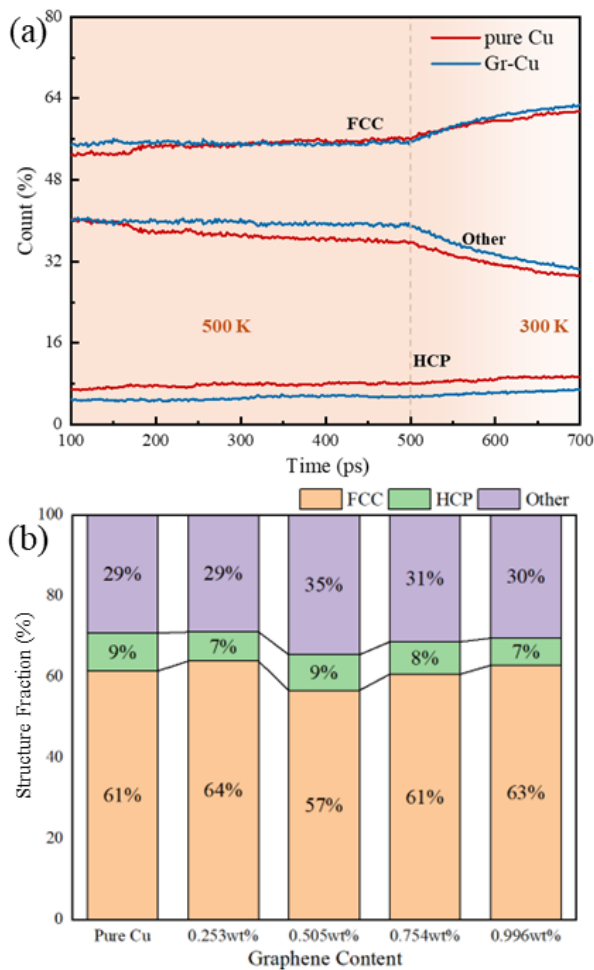 (a)
80
pure Cu
Gr-Cu
64
FCC
48
Count (%)
Other
32
500 K
300 K
16
HCP
0
100 200 300 400 500 600 700
Time (ps)
FCC HCP Other
(b)
100
29% 29% 35% 31% 30%
80
9% 7% 9% 8% 7%
60
Structure Fraction (%)
40
61% 64% 57% 61% 63%
20
0
Pure Cu 0.253wt% 0.505wt% 0.754wt% 0.996wt%
Graphene Content